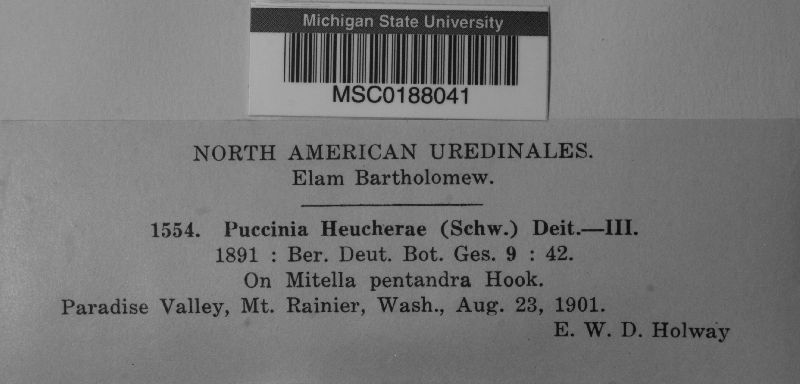 Michigan State University
MSC0188041
NORTH AMERICAN UREDINALES.
Elam Bartholomew.
1554. Puccinia Heucherae (Schw.) Deit.—III.
1891 : Ber. Deut. Bot. Ges. 9 : 42.
On Mitella pentandra Hook.
Paradise Valley, Mt. Rainier, Wash., Aug. 23, 1901.
E. W. D. Holway